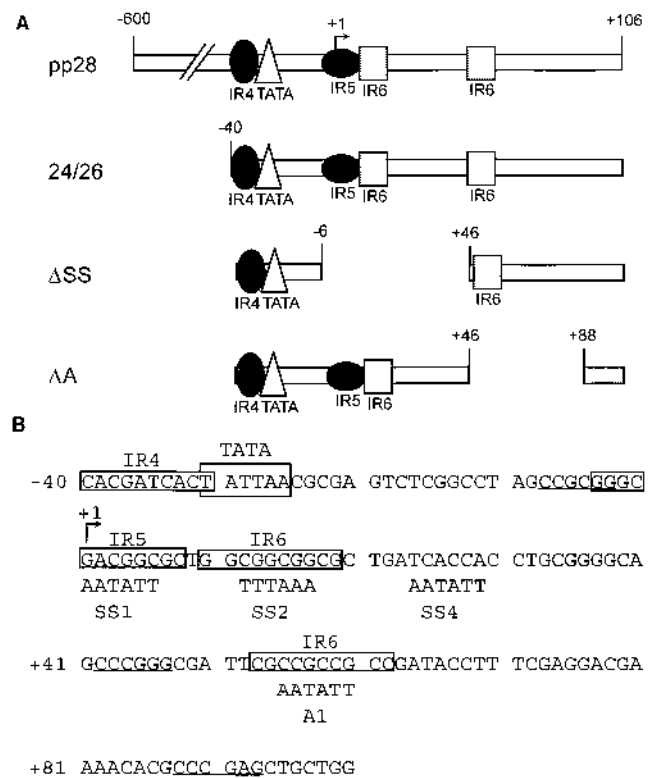 A
-600 +1 +106
pp28
IR4 TATA IR5 IR6 IR6
-40
24/26
IR4 TATA IR5 IR6 IR6
-6 +46
ΔSS
IR4 TATA IR6
+46 +88
ΛA
IR4 TATA IR5 IR6
B
IR4 TATA
-40 CACGATCACT ATTAACGCGA GTCTCGGCCT AGCCGCGGGC
+1
IR5 IR6
GACGGCGCTG GCGGCGGCGC TGATCACCAC CTGCGGGGCA
AATATT TTTAAA AATATT
SS1 SS2 SS4
IR6
+41 GCCCGGGCGA TTCGCCGCCG CCGATACCTT TCGAGGACGA
AATATT
A1
+81 AAACACGCCC GAGCTGCTGG